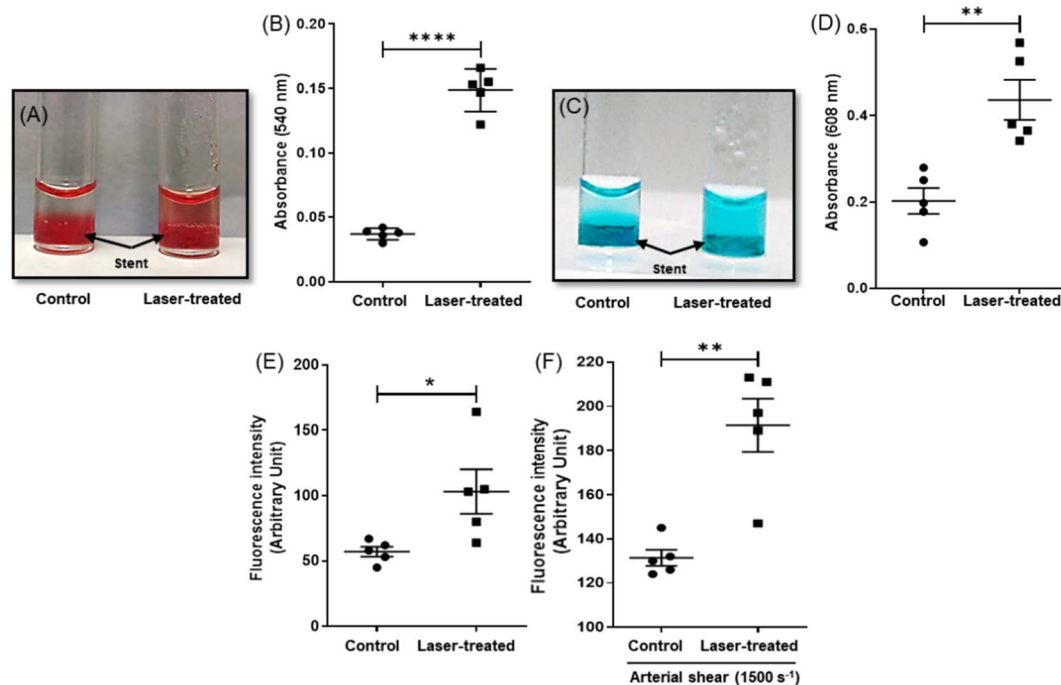 (A)
Stent
Control
Laser-treated
(B)
Absorbance (540 nm)
0.20
0.15
0.10
0.05
0.00
****
Control
Laser-treated
(C)
Stent
Control
Laser-treated
(D)
Absorbance (608 nm)
0.6
0.4
0.2
0.0
**
Control
Laser-treated
(E)
Fluorescence intensity
(Arbitrary Unit)
200
150
100
50
0
*
Control
Laser-treated
(F)
Fluorescence intensity
(Arbitrary Unit)
220
200
180
160
140
120
100
**
Control
Laser-treated
Arterial shear (1500 s⁻¹)